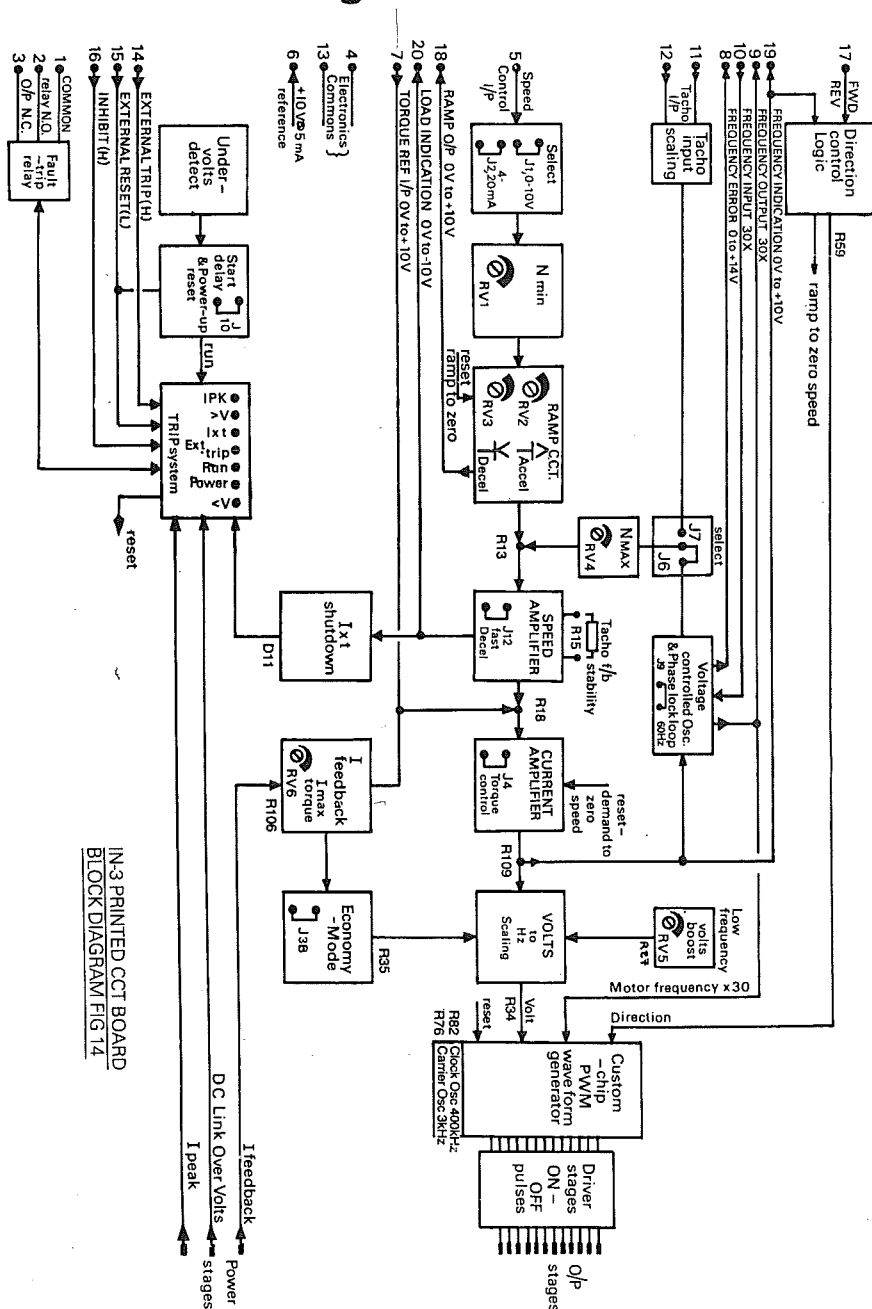 17
FWD
REV
Direction
control
Logic
R59
ramp to zero speed
19
FREQUENCY INDICATION 0V to +10V
9
FREQUENCY OUTPUT 30X
10
FREQUENCY INPUT 30X
8
FREQUENCY ERROR 0 to +14V
11
Tacho
I/P
12
Tacho
input
scaling
select
J7
J6
Voltage
controlled Osc.
& Phase lock loop
J9
60Hz
NMAX
RV4
5
Speed
Control
I/P
Select
J1,0-10V
4-
J2,20mA
N min
RV1
RAMP C.C.T.
RV2
Accel
RV3
Decel
reset
ramp to zero
R13
SPEED
AMPLIFIER
J12
fast
Decel
R15
Tacho f/b
stability
R18
CURRENT
AMPLIFIER
J4
Torque
control
reset–
demand to
zero
speed
R109
VOLTS
to
Hz
Scaling
Low
frequency
volts
boost
RV5
R27
Motor frequency x30
Direction
Volt
R34
reset
R82
R76
Custom
–chip
PWM
wave form
generator
Clock Osc 400kHz
Carrier Osc 3kHz
Driver
stages
ON –
OFF
pulses
O/P
stages
18
RAMP O/P 0V to +10V
20
LOAD INDICATION 0V to-10V
7
TORQUE REF I/P 0V to+10V
4
13
Electronics
Commons
6
+10V@5mA
reference
Under–
volts
detect
Start
delay
& Power-up
reset
J
10
run
14
EXTERNAL TRIP (H)
15
EXTERNAL RESET(L)
16
INHIBIT (H)
IPK
>V
Ixt
Ext.
trip
Run
Power
<V
TRIPsystem
reset
1
COMMON
2
relay N.O.
3
O/P N.C.
Fault
–trip
relay
Ixt
shutdown
D11
I
feedback
I max
torque
RV6
R106
Economy
-Mode
J3B
R35
I feedback
DC Link Over Volts
I peak
Power
stages
IN-3 PRINTED CCT BOARD
BLOCK DIAGRAM FIG 14